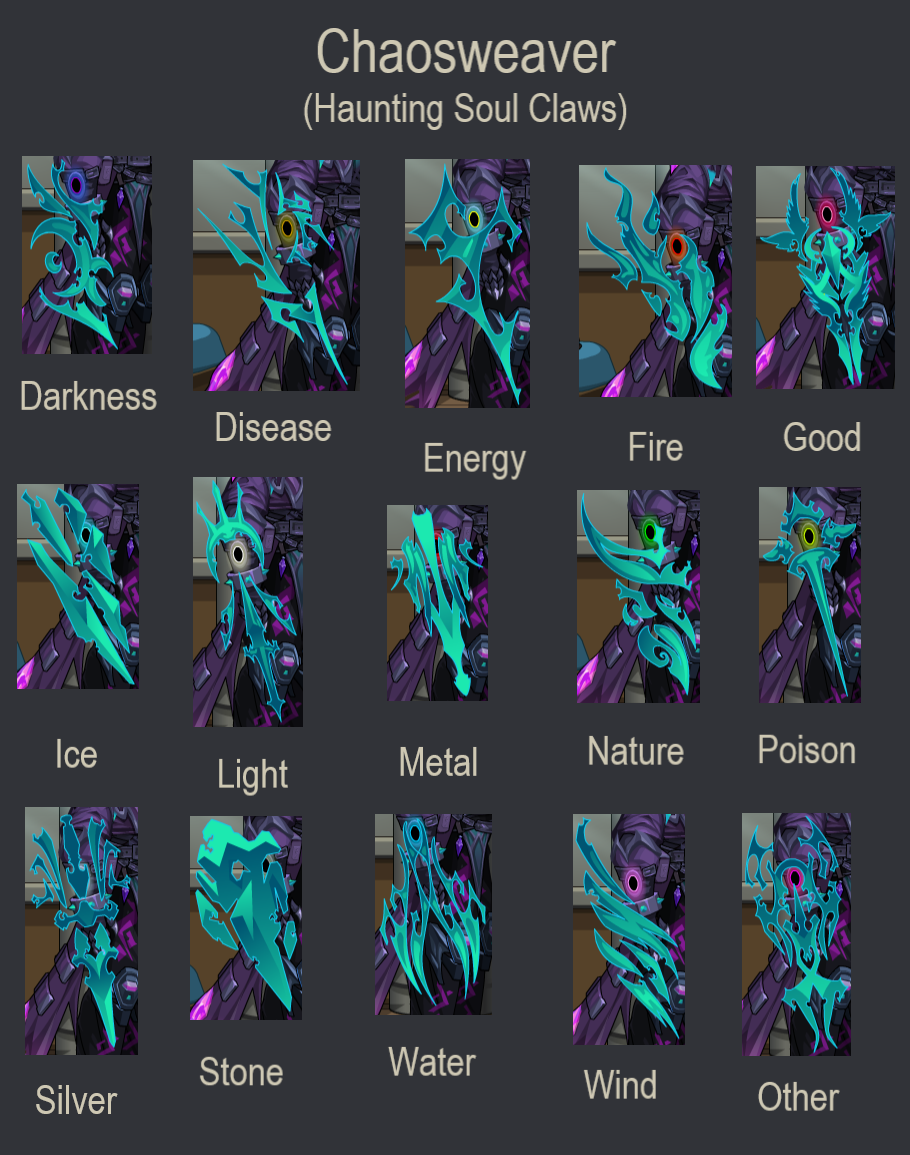 Chaosweaver
(Haunting Soul Claws)
Darkness
Disease
Energy
Fire
Good
Ice
Light
Metal
Nature
Poison
Silver
Stone
Water
Wind
Other